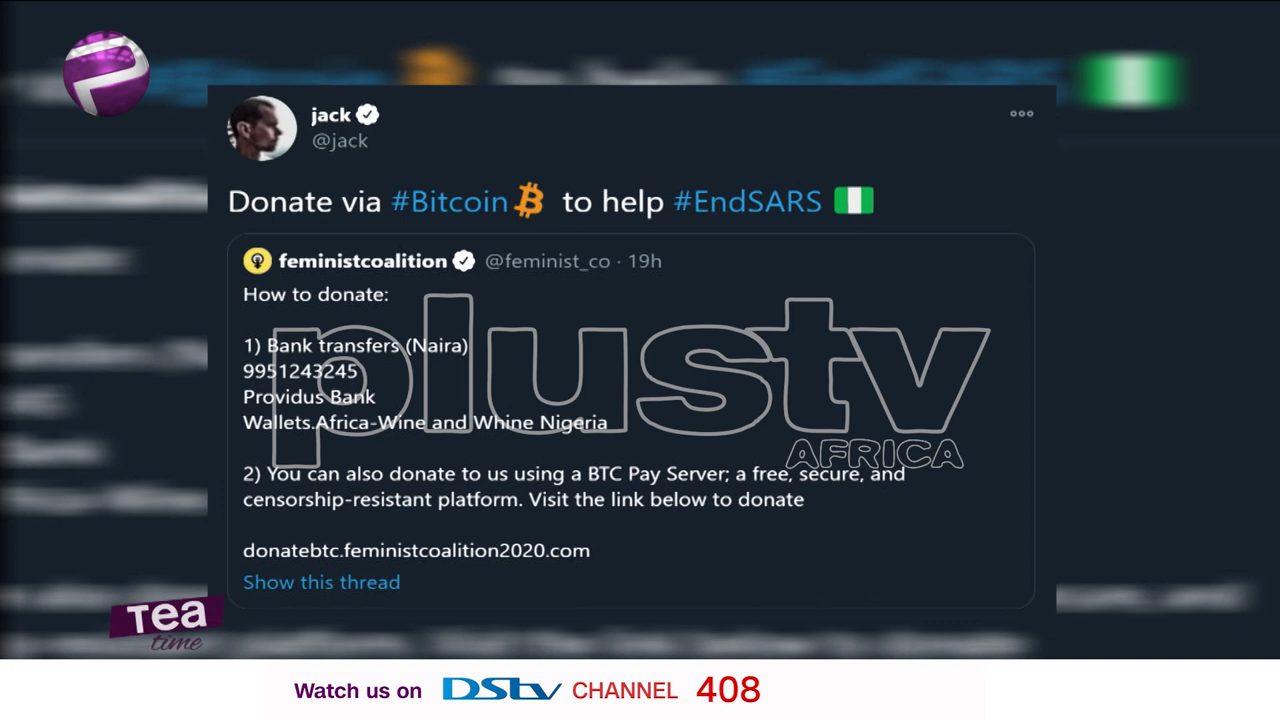 jack
@jack
Donate via #Bitcoin to help #EndSARS
feministcoalition @feminist_co · 19h
How to donate:
1) Bank transfers (Naira)
9951243245
Providus Bank
Wallets.Africa-Wine and Whine Nigeria
plustv
AFRICA
2) You can also donate to us using a BTC Pay Server; a free, secure, and
censorship-resistant platform. Visit the link below to donate
donatebtc.feministcoalition2020.com
Show this thread
Tea
time
Watch us on DStv CHANNEL 408